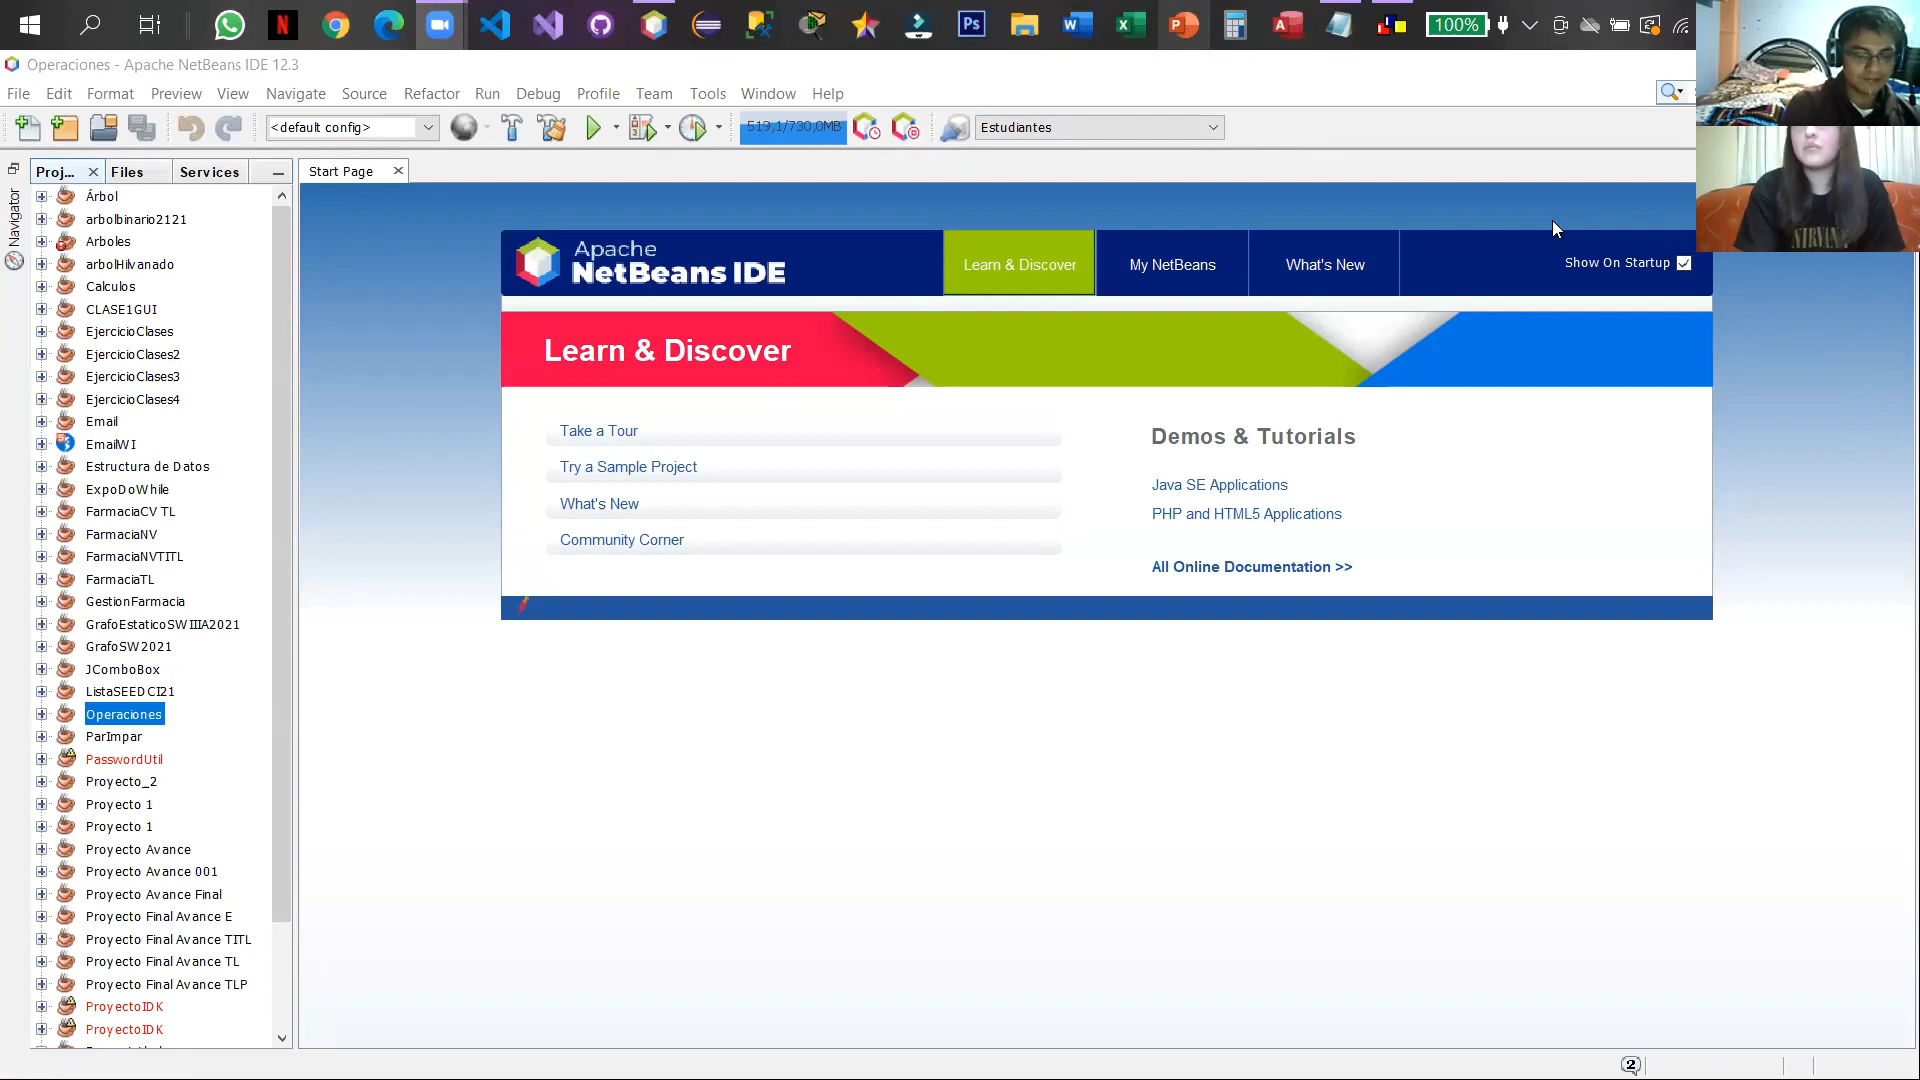 100%
Operaciones - Apache NetBeans IDE 12.3
File Edit Format Preview View Navigate Source Refactor Run Debug Profile Team Tools Window Help
<default config>
519,1/730,0MB
Estudiantes
Proj... Files Services
Start Page
Navigator
Árbol
arbolbinario2121
Arboles
arbolHilvanado
Calculos
CLASE1GUI
EjercicioClases
EjercicioClases2
EjercicioClases3
EjercicioClases4
Email
EmailWI
Estructura de Datos
ExpoDoWhile
FarmaciaCV TL
FarmaciaNV
FarmaciaNVTITL
FarmaciaTL
GestionFarmacia
GrafoEstaticoSWIIIA2021
GrafoSW2021
JComboBox
ListaSEEDCI21
Operaciones
ParImpar
PasswordUtil
Proyecto_2
Proyecto 1
Proyecto 1
Proyecto Avance
Proyecto Avance 001
Proyecto Avance Final
Proyecto Final Avance E
Proyecto Final Avance TITL
Proyecto Final Avance TL
Proyecto Final Avance TLP
ProyectoIDK
ProyectoIDK
Apache
NetBeans IDE
Learn & Discover
My NetBeans
What's New
Show On Startup
Learn & Discover
Take a Tour
Try a Sample Project
What's New
Community Corner
Demos & Tutorials
Java SE Applications
PHP and HTML5 Applications
All Online Documentation >>
NIRVANA
2